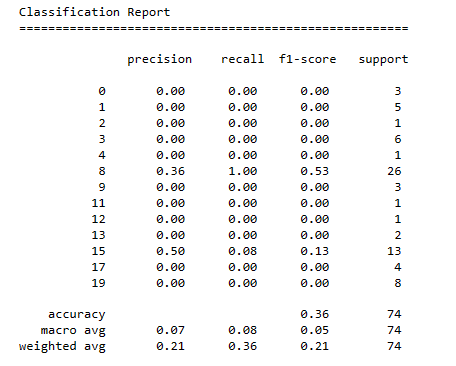 Classification Report
======================================================
precision recall f1-score support
0 0.00 0.00 0.00 3
1 0.00 0.00 0.00 5
2 0.00 0.00 0.00 1
3 0.00 0.00 0.00 6
4 0.00 0.00 0.00 1
8 0.36 1.00 0.53 26
9 0.00 0.00 0.00 3
11 0.00 0.00 0.00 1
12 0.00 0.00 0.00 1
13 0.00 0.00 0.00 2
15 0.50 0.08 0.13 13
17 0.00 0.00 0.00 4
19 0.00 0.00 0.00 8
accuracy 0.36 74
macro avg 0.07 0.08 0.05 74
weighted avg 0.21 0.36 0.21 74